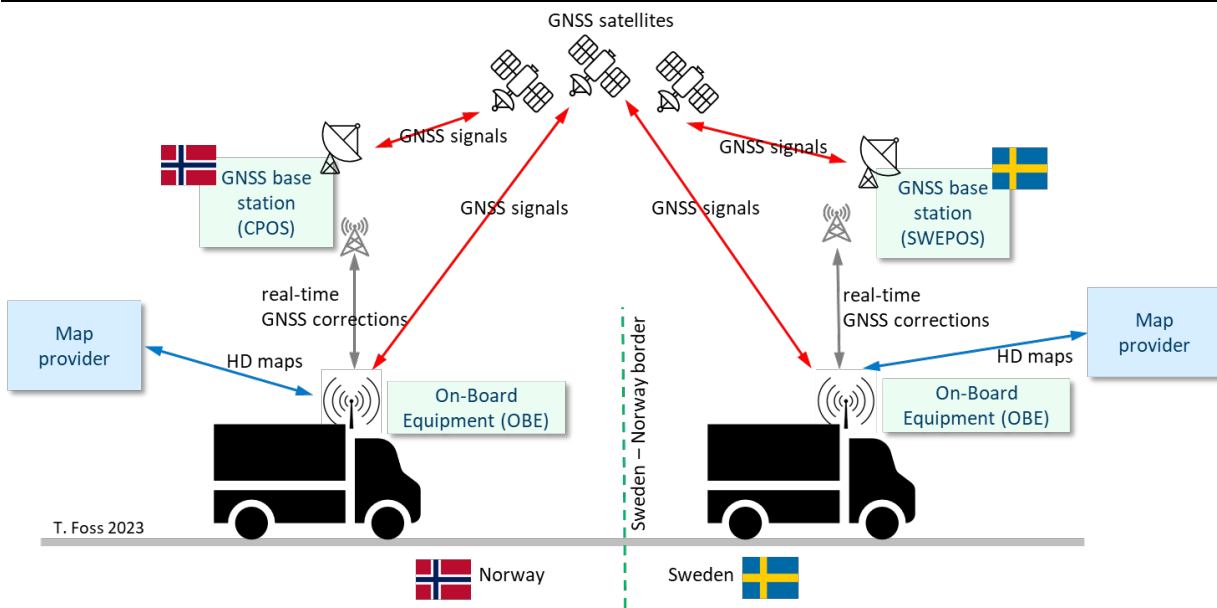 GNSS satellites
GNSS signals
GNSS signals
GNSS base
station
(CPOS)
GNSS base
station
(SWEPOS)
GNSS signals
GNSS signals
real-time
GNSS corrections
real-time
GNSS corrections
Map
provider
Map
provider
HD maps
HD maps
On-Board
Equipment (OBE)
On-Board
Equipment (OBE)
Sweden – Norway border
T. Foss 2023
Norway
Sweden